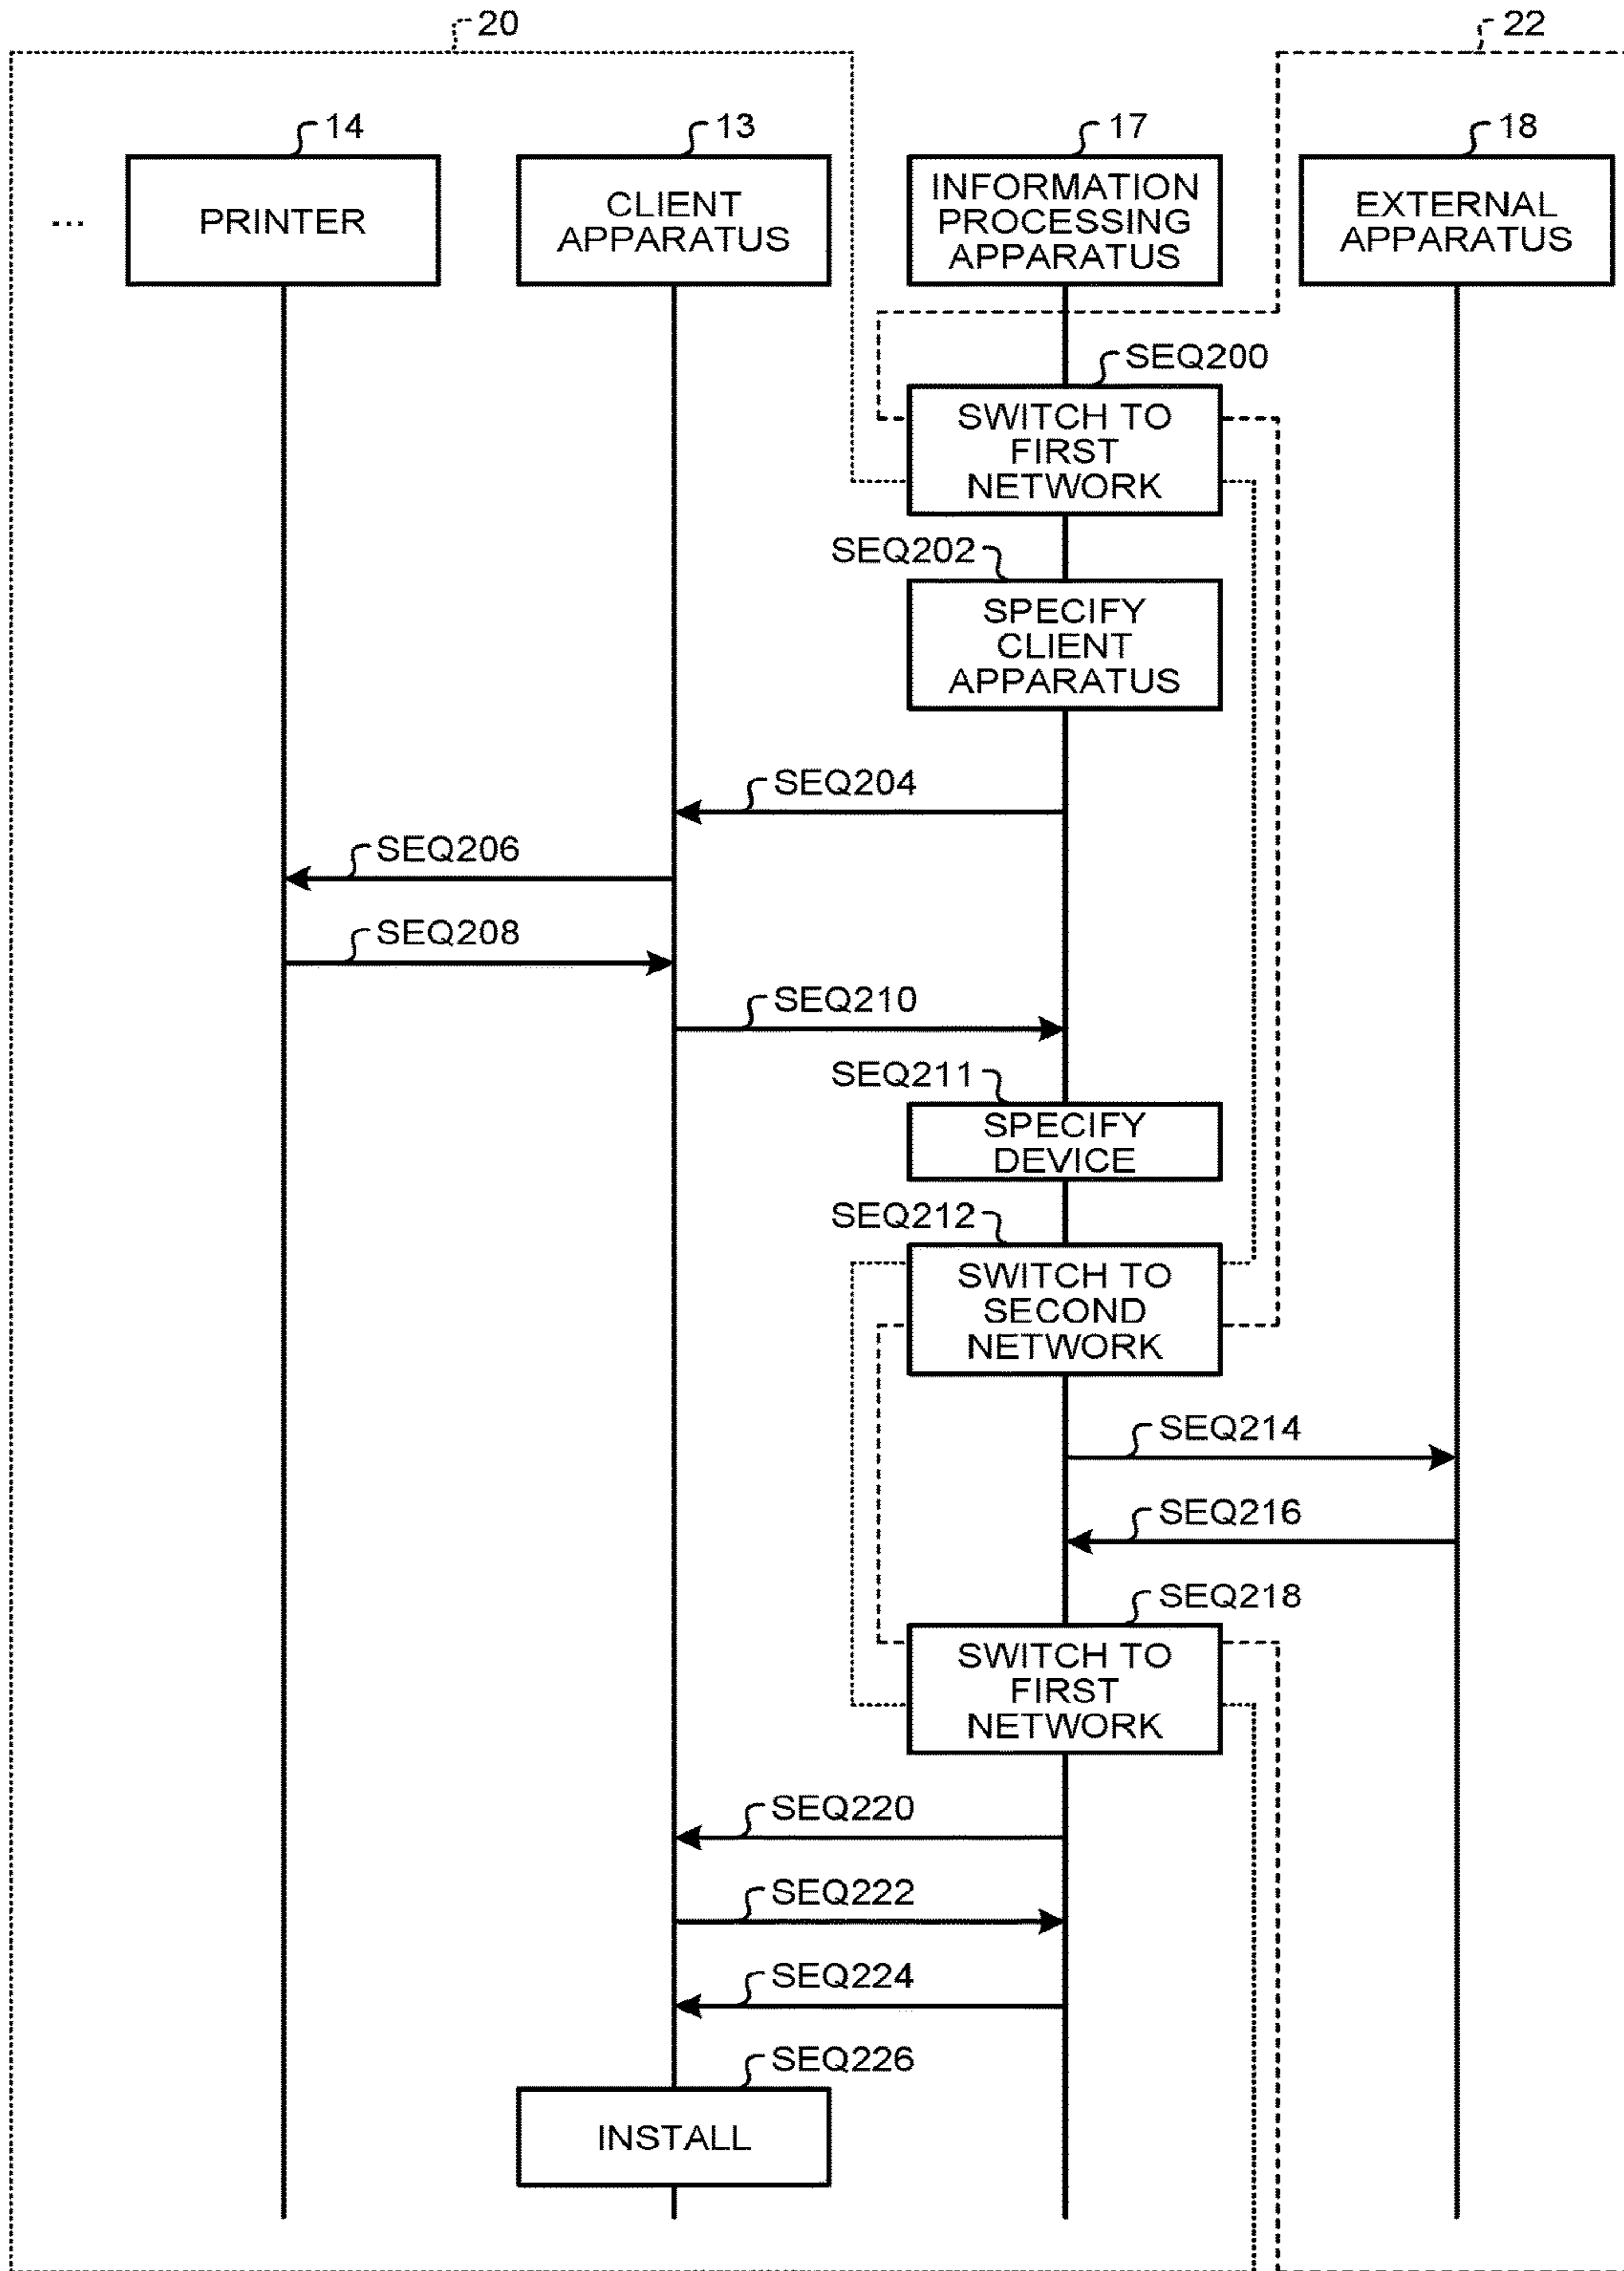 20
22
14
13
17
18
...
PRINTER
CLIENT
APPARATUS
INFORMATION
PROCESSING
APPARATUS
EXTERNAL
APPARATUS
SEQ200
SWITCH TO
FIRST
NETWORK
SEQ202
SPECIFY
CLIENT
APPARATUS
SEQ204
SEQ206
SEQ208
SEQ210
SEQ211
SPECIFY
DEVICE
SEQ212
SWITCH TO
SECOND
NETWORK
SEQ214
SEQ216
SEQ218
SWITCH TO
FIRST
NETWORK
SEQ220
SEQ222
SEQ224
SEQ226
INSTALL